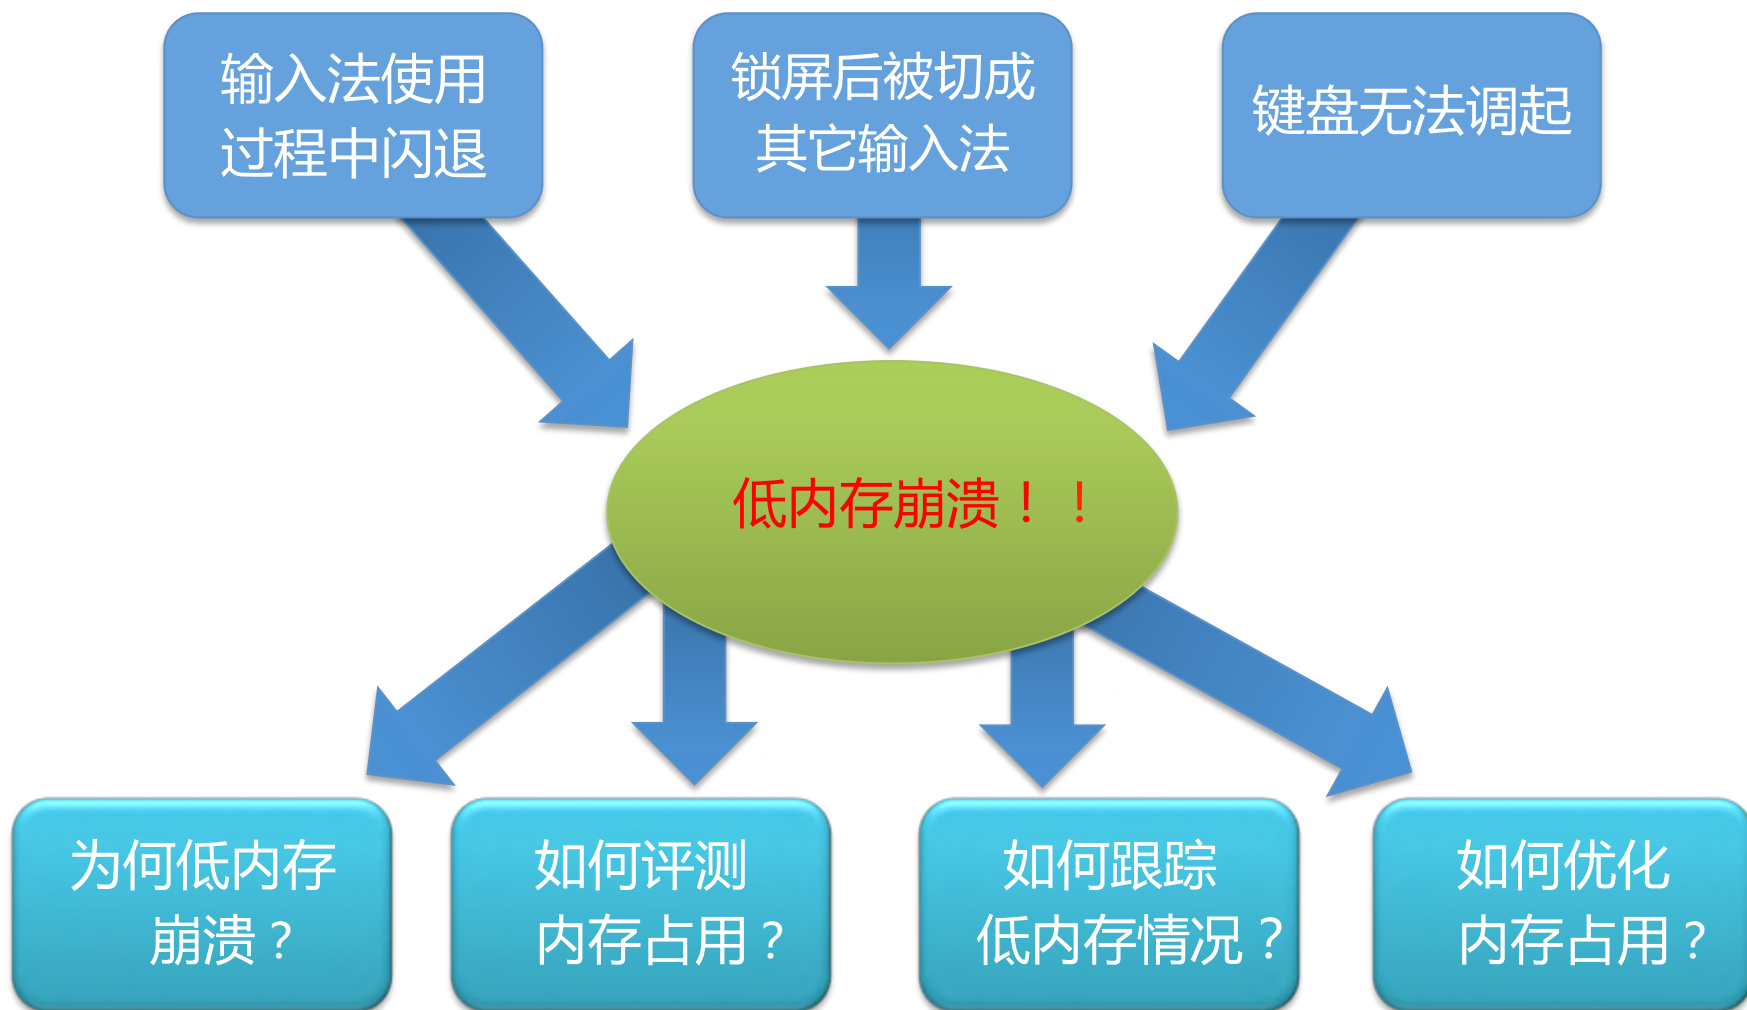 输入法使用
过程中闪退
锁屏后被切成
其它输入法
键盘无法调起
低内存崩溃！！
为何低内存
崩溃？
如何评测
内存占用？
如何跟踪
低内存情况？
如何优化
内存占用？